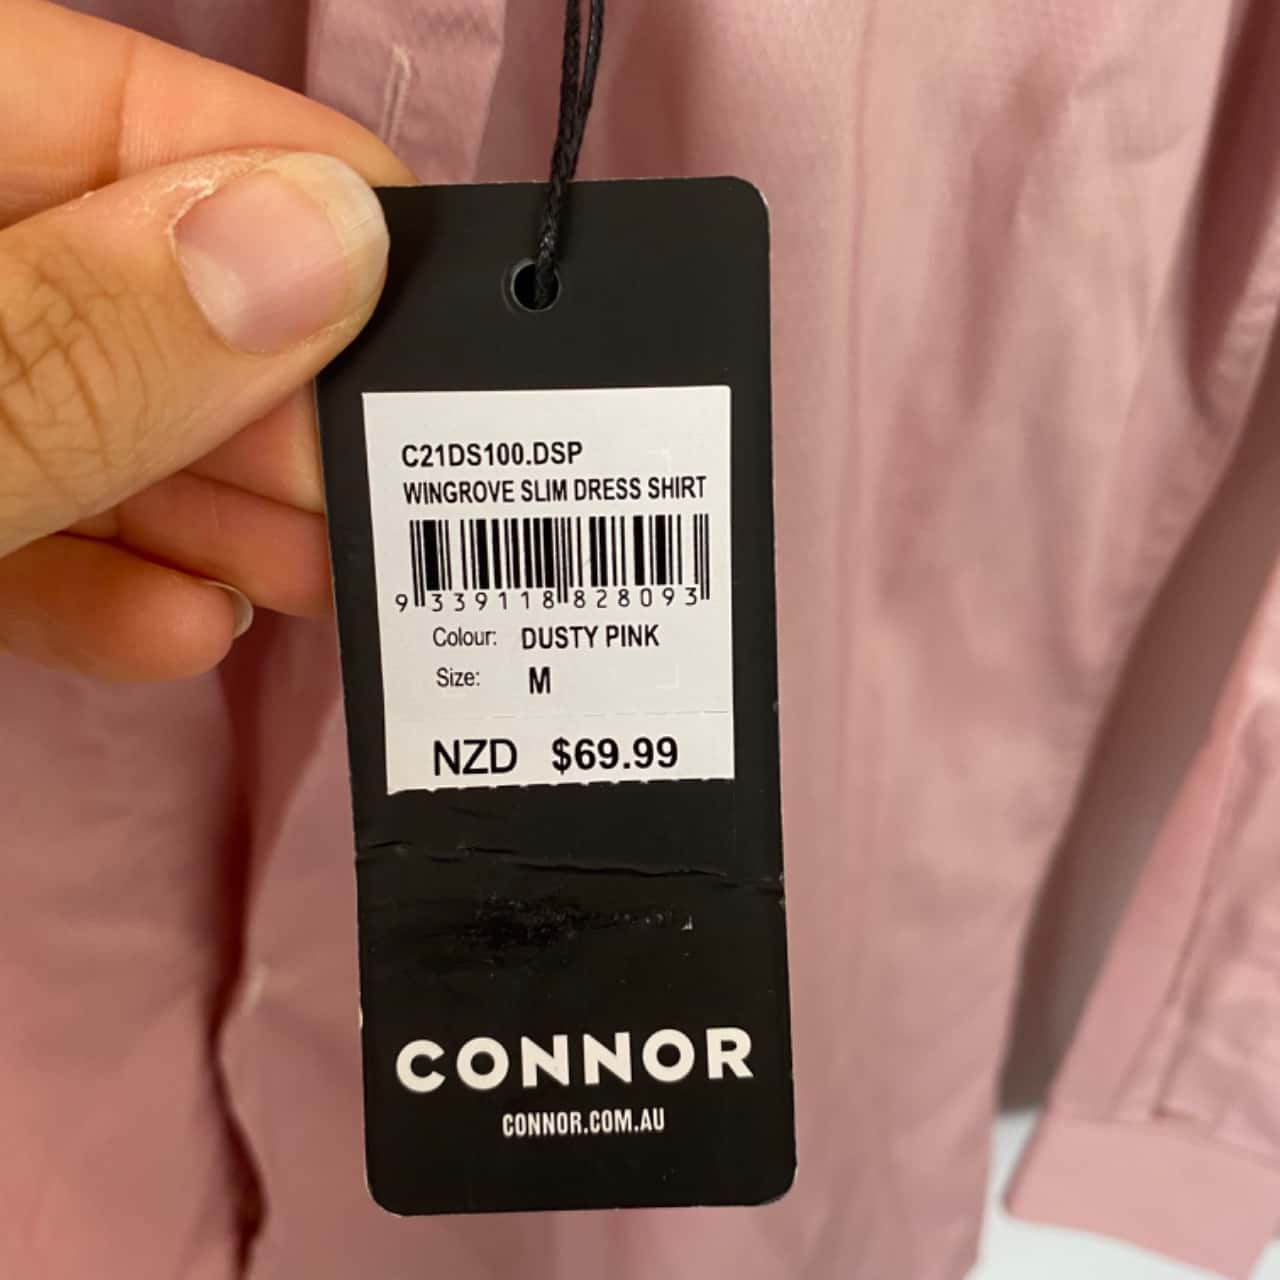 C21DS100.DSP
WINGROVE SLIM DRESS SHIRT
9 339118 828093
Colour: DUSTY PINK
Size: M
NZD $69.99
CONNOR
CONNOR.COM.AU